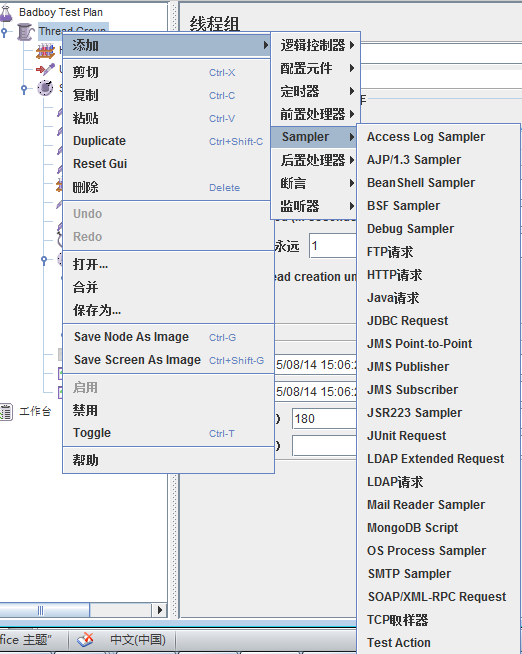 Badboy Test Plan
Thread Group
线程组
添加
剪切 Ctrl-X
复制 Ctrl-C
粘贴 Ctrl-V
Duplicate Ctrl+Shift-C
Reset Gui
删除 Delete
Undo
Redo
打开...
合并
保存为...
Save Node As Image Ctrl-G
Save Screen As Image Ctrl+Shift-G
启用
禁用
Toggle Ctrl-T
帮助
逻辑控制器
配置元件
定时器
前置处理器
Sampler
后置处理器
断言
监听器
Access Log Sampler
AJP/1.3 Sampler
BeanShell Sampler
BSF Sampler
Debug Sampler
FTP请求
HTTP请求
Java请求
JDBC Request
JMS Point-to-Point
JMS Publisher
JMS Subscriber
JSR223 Sampler
JUnit Request
LDAP Extended Request
LDAP请求
Mail Reader Sampler
MongoDB Script
OS Process Sampler
SMTP Sampler
SOAP/XML-RPC Request
TCP取样器
Test Action
永远 1
ead creation un
5/08/14 15:06:2
5/08/14 15:06:2
180
工作台
ffice 主题" 中文(中国)